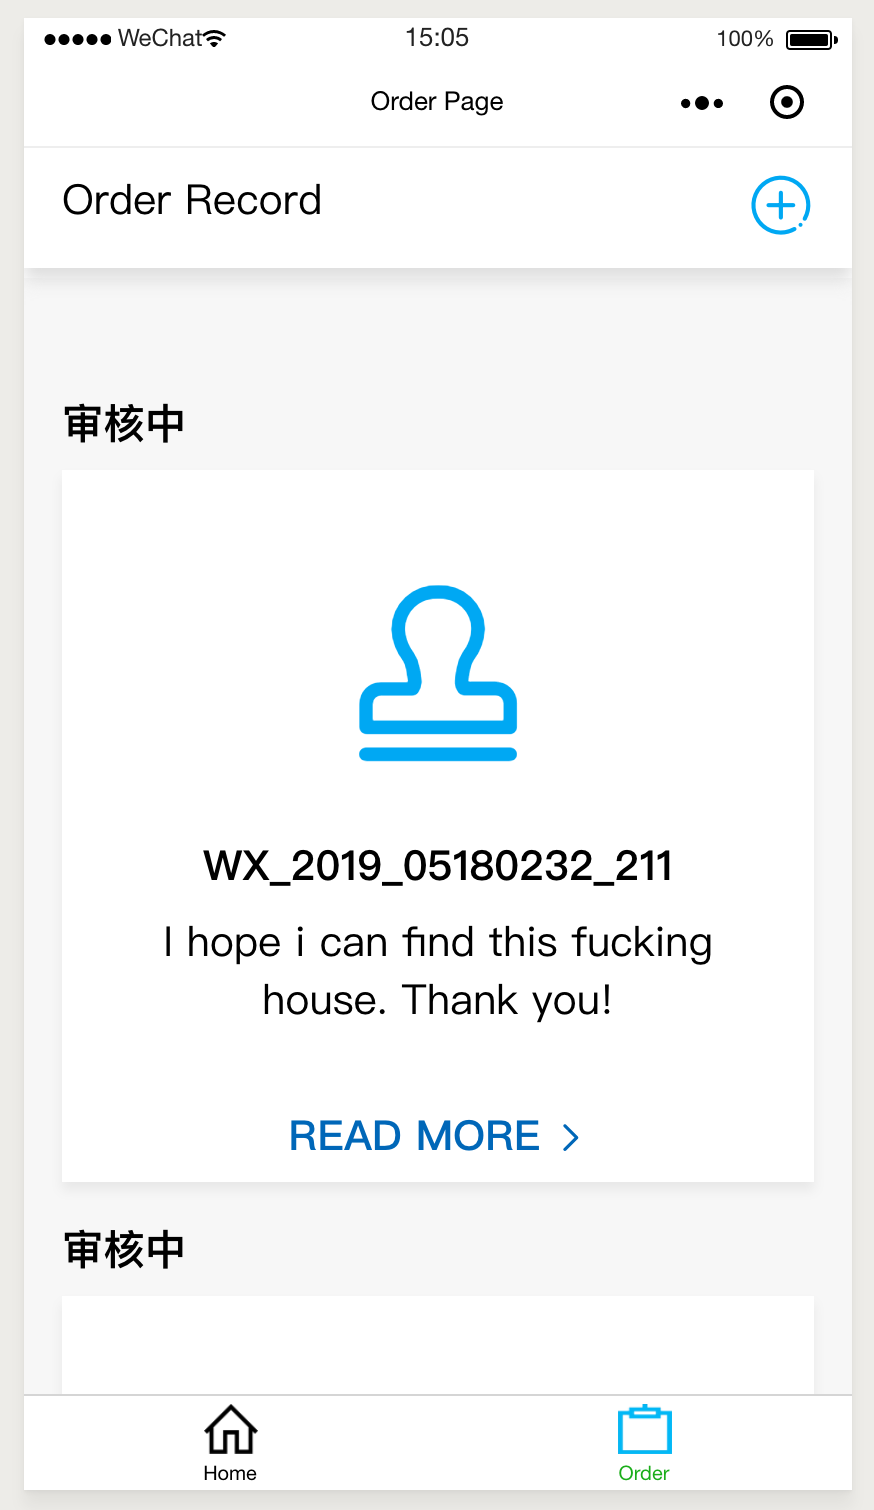 WeChat
15:05
100%
Order Page
Order Record
审核中
WX_2019_05180232_211
I hope i can find this fucking
house. Thank you!
READ MORE
审核中
Home
Order